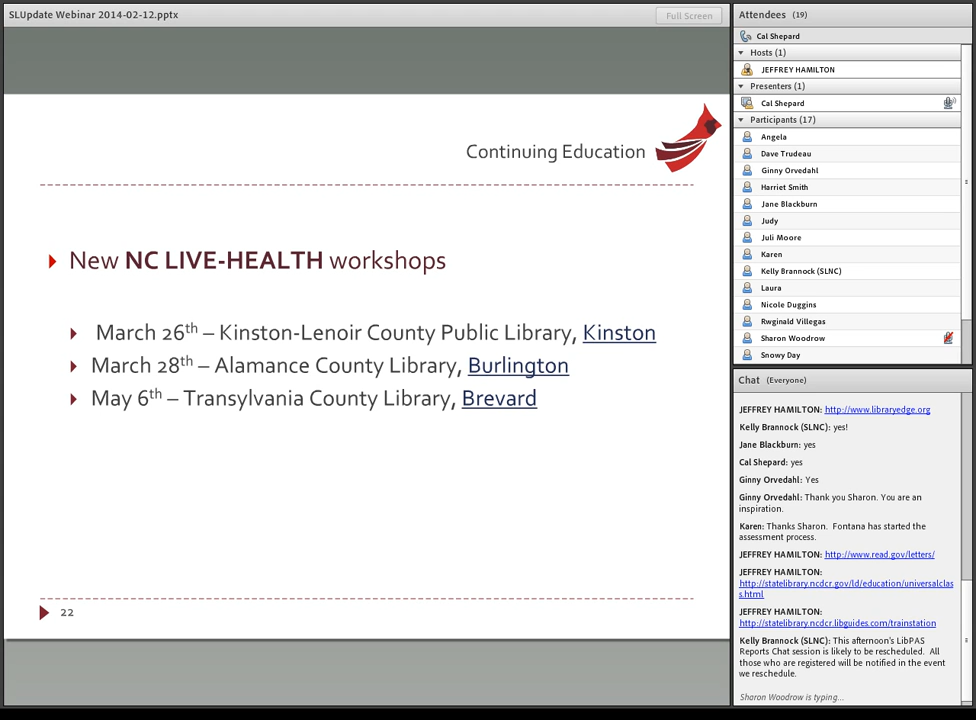 SLUpdate Webinar 2014-02-12.pptx
Full Screen
Continuing Education
New NC LIVE-HEALTH workshops
March 26th – Kinston-Lenoir County Public Library, Kinston
March 28th – Alamance County Library, Burlington
May 6th – Transylvania County Library, Brevard
22
Attendees (19)
Cal Shepard
Hosts (1)
JEFFREY HAMILTON
Presenters (1)
Cal Shepard
Participants (17)
Angela
Dave Trudeau
Ginny Orvedahl
Harriet Smith
Jane Blackburn
Judy
Juli Moore
Karen
Kelly Brannock (SLNC)
Laura
Nicole Duggins
Rwginald Villegas
Sharon Woodrow
Snowy Day
Chat (Everyone)
JEFFREY HAMILTON: http://www.libraryedge.org
Kelly Brannock (SLNC): yes!
Jane Blackburn: yes
Cal Shepard: yes
Ginny Orvedahl: Yes
Ginny Orvedahl: Thank you Sharon. You are an
inspiration.
Karen: Thanks Sharon. Fontana has started the
assessment process.
JEFFREY HAMILTON: http://www.read.gov/letters/
JEFFREY HAMILTON:
http://statelibrary.ncdcr.gov/ld/education/universalclas
s.html
JEFFREY HAMILTON:
http://statelibrary.ncdcr.libguides.com/trainstation
Kelly Brannock (SLNC): This afternoon's LibPAS
Reports Chat session is likely to be rescheduled. All
those who are registered will be notified in the event
we reschedule.
Sharon Woodrow is typing...